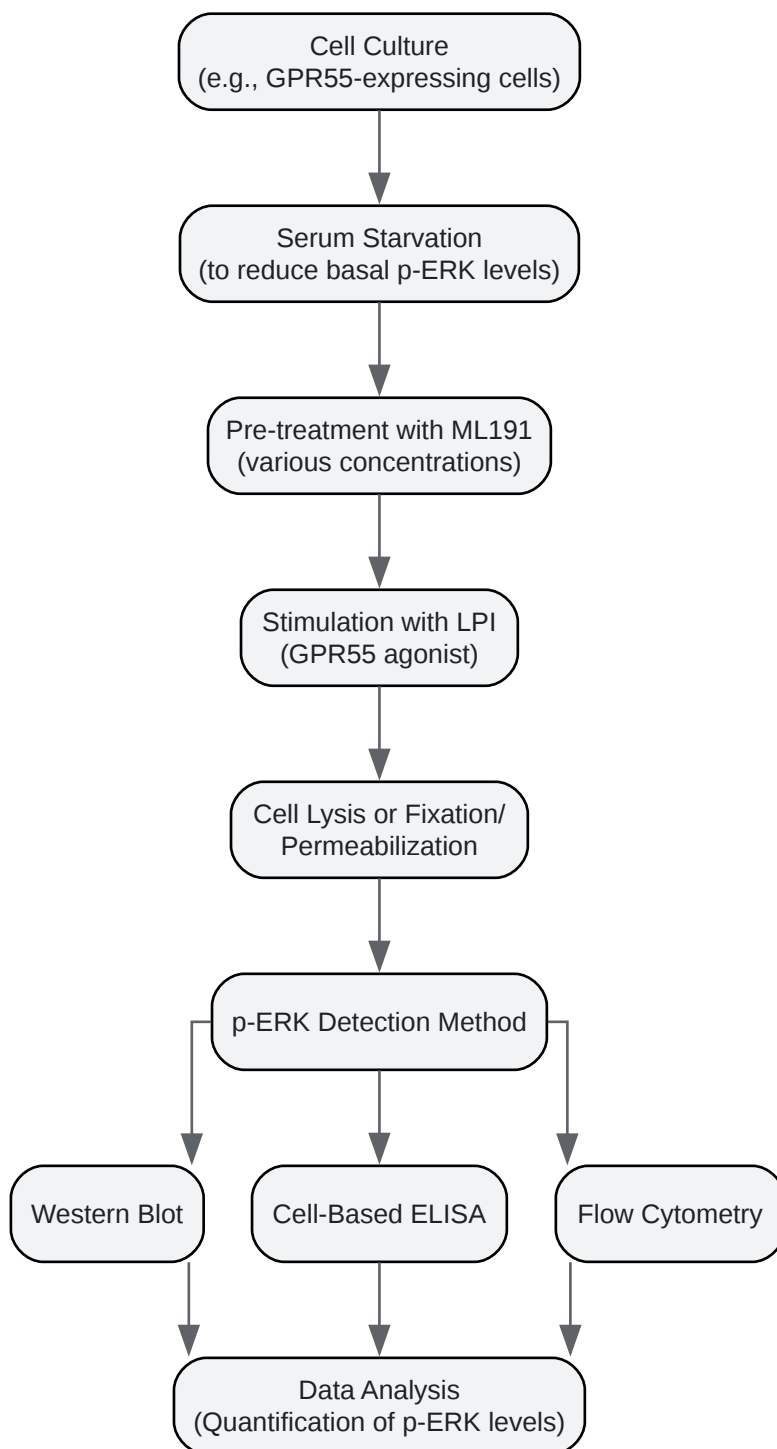 Cell Culture
(e.g., GPR55-expressing cells)
Serum Starvation
(to reduce basal p-ERK levels)
Pre-treatment with ML191
(various concentrations)
Stimulation with LPI
(GPR55 agonist)
Cell Lysis or Fixation/
Permeabilization
p-ERK Detection Method
Western Blot
Cell-Based ELISA
Flow Cytometry
Data Analysis
(Quantification of p-ERK levels)